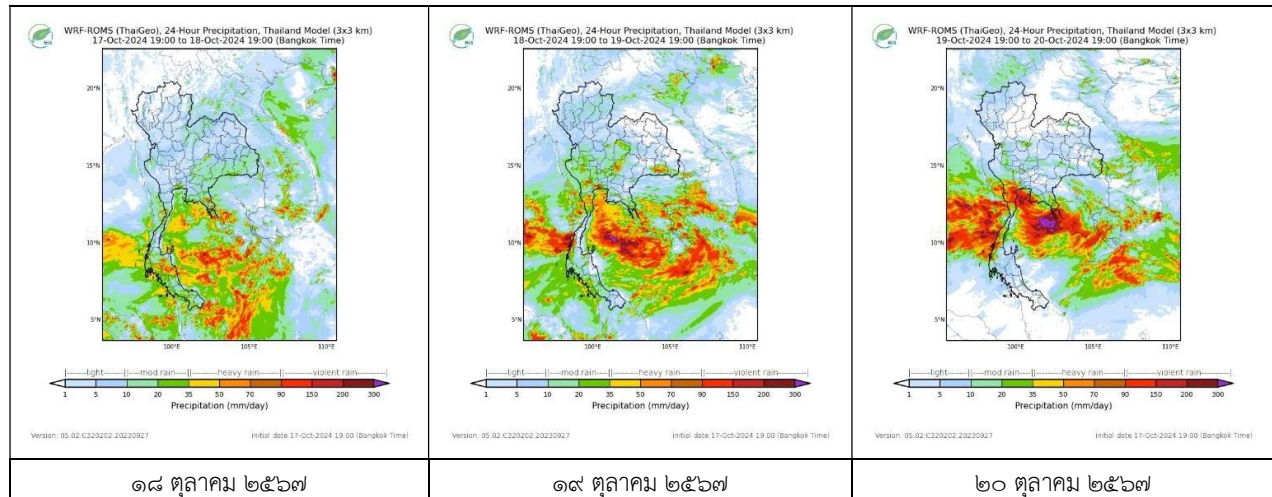 WRF-ROMS (ThaiGeo), 24-Hour Precipitation, Thailand Model (3x3 km)
17-Oct-2024 19:00 to 18-Oct-2024 19:00 (Bangkok Time)
20°N
15°N
10°N
5°N
100°E
105°E
110°E
|-------light-------||----mod rain----||------heavy rain------||------violent rain------
1 5 10 20 35 50 70 90 150 200 300
Precipitation (mm/day)
Version: 05.02.C320202.20230927
initial date 17-Oct-2024 19:00 (Bangkok Time)
๑๘ ตุลาคม ๒๕๖๗
WRF-ROMS (ThaiGeo), 24-Hour Precipitation, Thailand Model (3x3 km)
18-Oct-2024 19:00 to 19-Oct-2024 19:00 (Bangkok Time)
20°N
15°N
10°N
5°N
100°E
105°E
110°E
|-------light-------||----mod rain----||------heavy rain------||------violent rain------
1 5 10 20 35 50 70 90 150 200 300
Precipitation (mm/day)
Version: 05.02.C320202.20230927
initial date 17-Oct-2024 19:00 (Bangkok Time)
๑๙ ตุลาคม ๒๕๖๗
WRF-ROMS (ThaiGeo), 24-Hour Precipitation, Thailand Model (3x3 km)
19-Oct-2024 19:00 to 20-Oct-2024 19:00 (Bangkok Time)
20°N
15°N
10°N
5°N
100°E
105°E
110°E
|-------light-------||----mod rain----||------heavy rain------||------violent rain------
1 5 10 20 35 50 70 90 150 200 300
Precipitation (mm/day)
Version: 05.02.C320202.20230927
initial date 17-Oct-2024 19:00 (Bangkok Time)
๒๐ ตุลาคม ๒๕๖๗